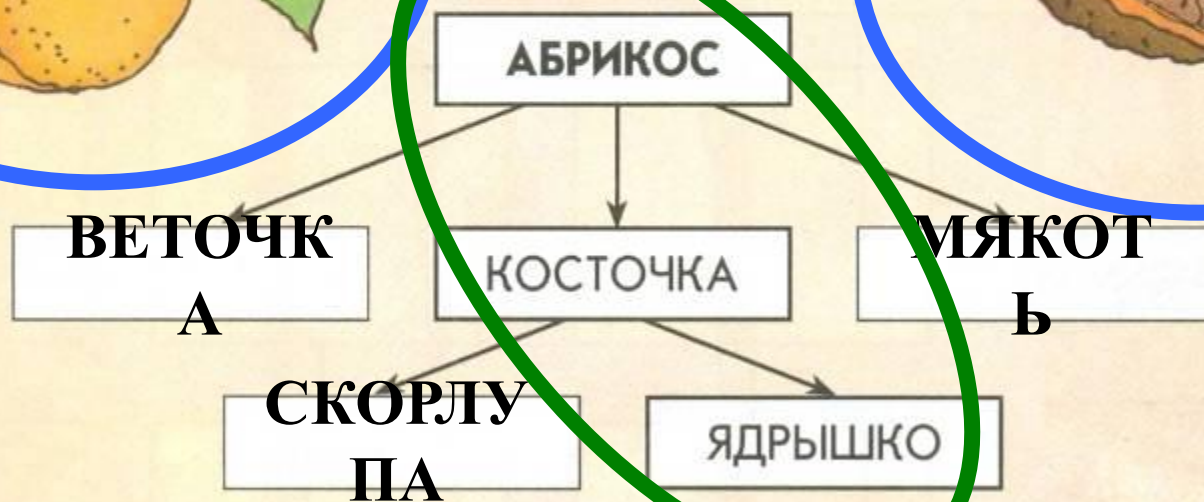 АБРИКОС
ВЕТОЧК
А
КОСТОЧКА
МЯКОТ
Ь
СКОРЛУ
ПА
ЯДРЫШКО